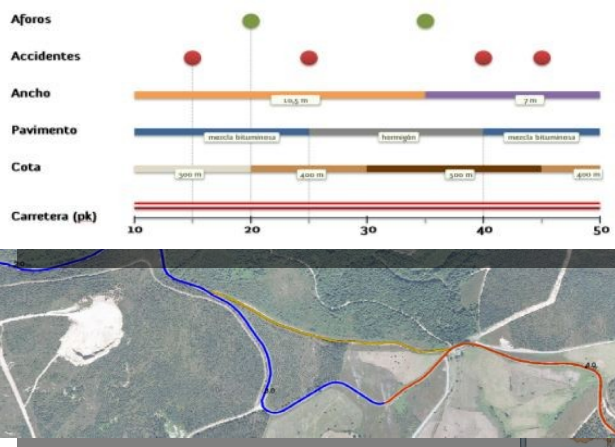 Aforos
Accidentes
Ancho
10,5 m
7 m
Pavimento
mezcla bituminosa
hormigón
mezcla bituminosa
Cota
300 m
400 m
500 m
400 m
Carretera (pk)
10
20
30
40
50